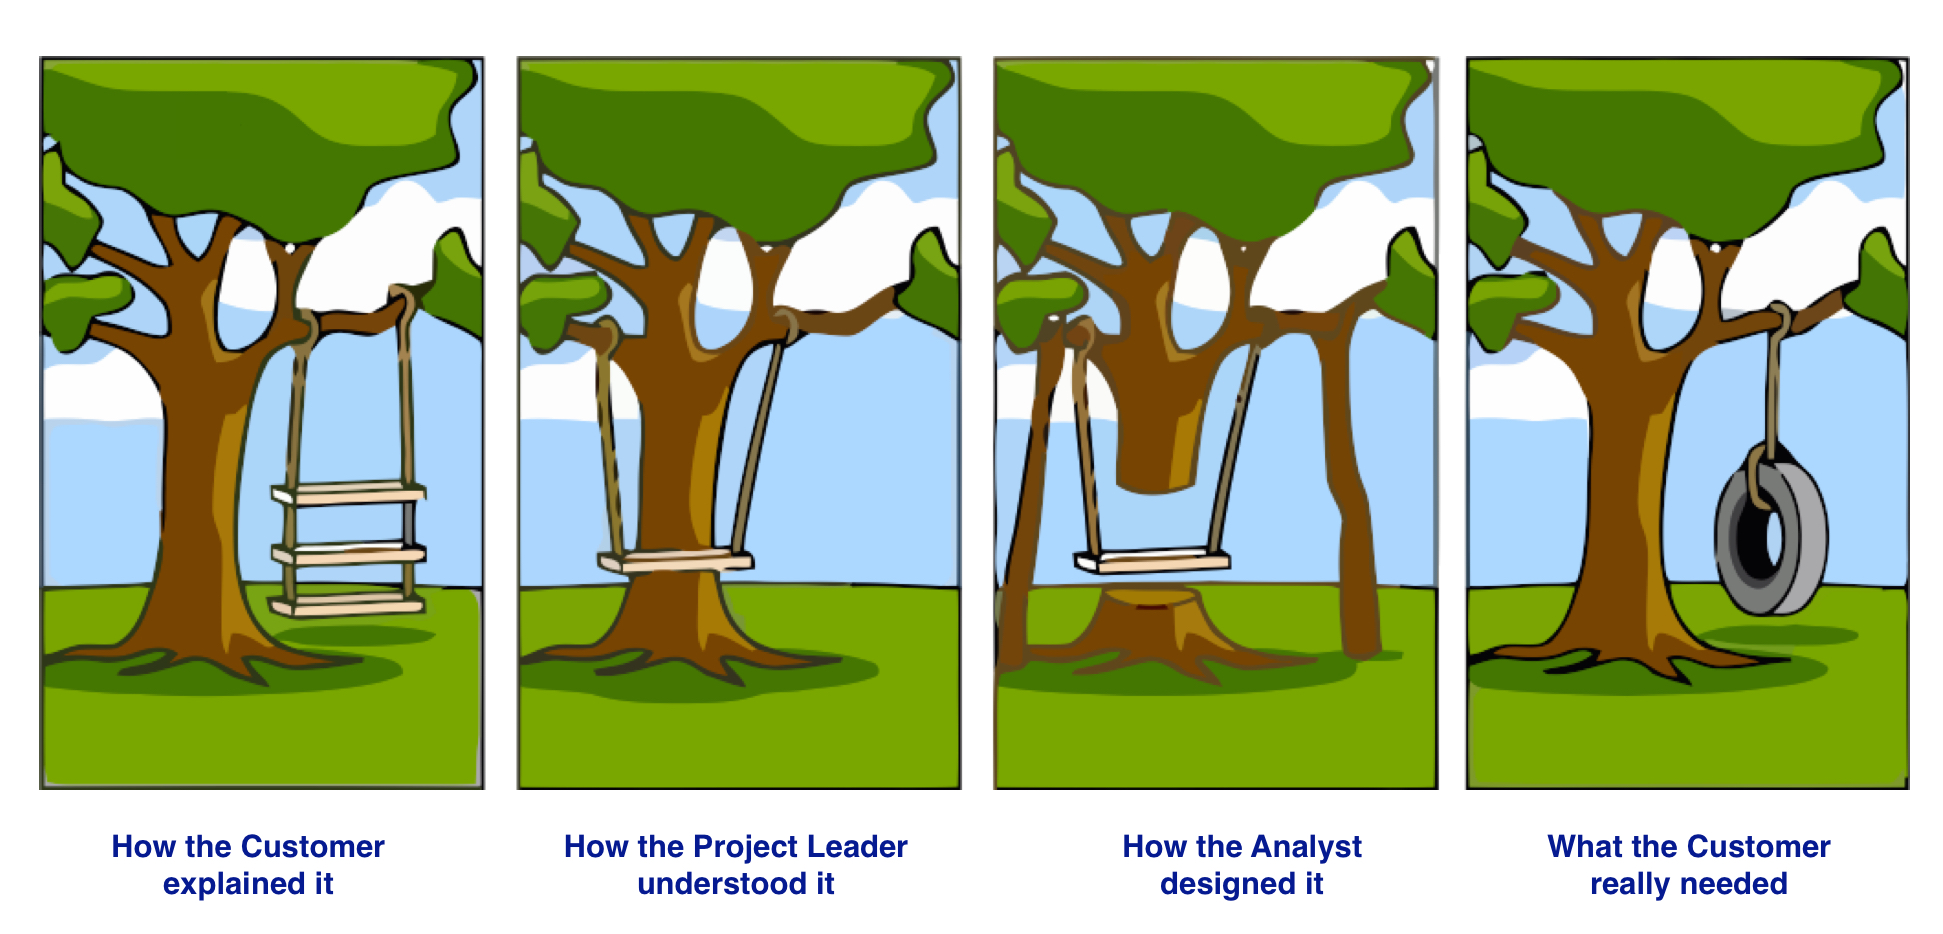 How the Customer
explained it
How the Project Leader
understood it
How the Analyst
designed it
What the Customer
really needed